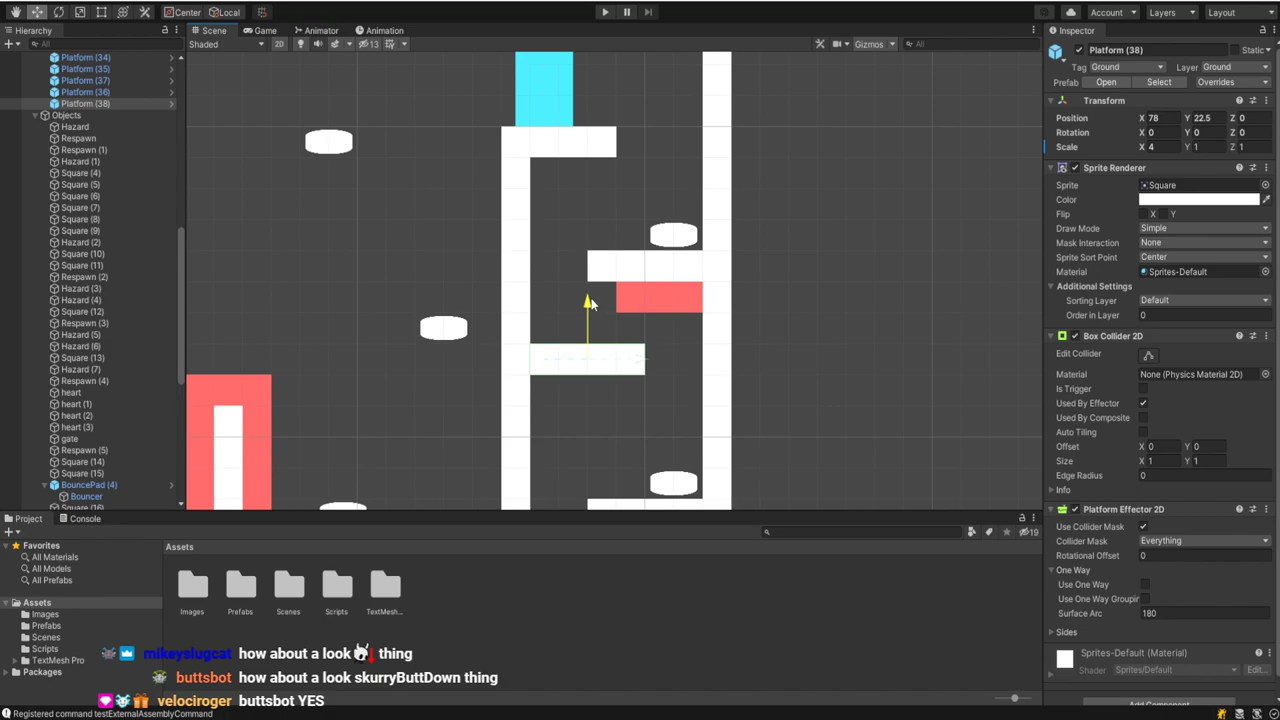 Center
Local
Account
Layers
Layout
Hierarchy
Scene
Game
Animator
Animation
Inspector
All
Shaded
2D
13
Gizmos
All
Platform (34)
Platform (35)
Platform (37)
Platform (36)
Platform (38)
Objects
Hazard
Respawn
Respawn (1)
Hazard (1)
Square (4)
Square (5)
Square (6)
Square (7)
Square (8)
Square (9)
Hazard (2)
Square (10)
Square (11)
Respawn (2)
Hazard (3)
Hazard (4)
Square (12)
Respawn (3)
Hazard (5)
Hazard (6)
Square (13)
Hazard (7)
Respawn (4)
heart
heart (1)
heart (2)
heart (3)
gate
Respawn (5)
Square (14)
Square (15)
BouncePad (4)
Bouncer
Square (16)
Platform (38)
Static
Tag Ground Layer Ground
Prefab Open Select Overrides
Transform
Position X 78 Y 22.5 Z 0
Rotation X 0 Y 0 Z 0
Scale X 4 Y 1 Z 1
Sprite Renderer
Sprite Square
Color
Flip X Y
Draw Mode Simple
Mask Interaction None
Sprite Sort Point Center
Material Sprites-Default
Additional Settings
Sorting Layer Default
Order in Layer 0
Box Collider 2D
Edit Collider
Material None (Physics Material 2D)
Is Trigger
Used By Effector
Used By Composite
Auto Tiling
Offset X 0 Y 0
Size X 1 Y 1
Edge Radius 0
Info
Platform Effector 2D
Use Collider Mask
Collider Mask Everything
Rotational Offset 0
One Way
Use One Way
Use One Way Groupin
Surface Arc 180
Sides
Sprites-Default (Material)
Shader Sprites/Default Edit...
Add Component
Project
Console
19
Favorites
All Materials
All Models
All Prefabs
Assets
Images
Prefabs
Scenes
Scripts
TextMesh Pro
Packages
Assets
Images
Prefabs
Scenes
Scripts
TextMesh...
mikeyslugcat how about a look thing
buttsbot how about a look skurryButtDown thing
velociroger buttsbot YES
Registered command testExternalAssemblyCommand